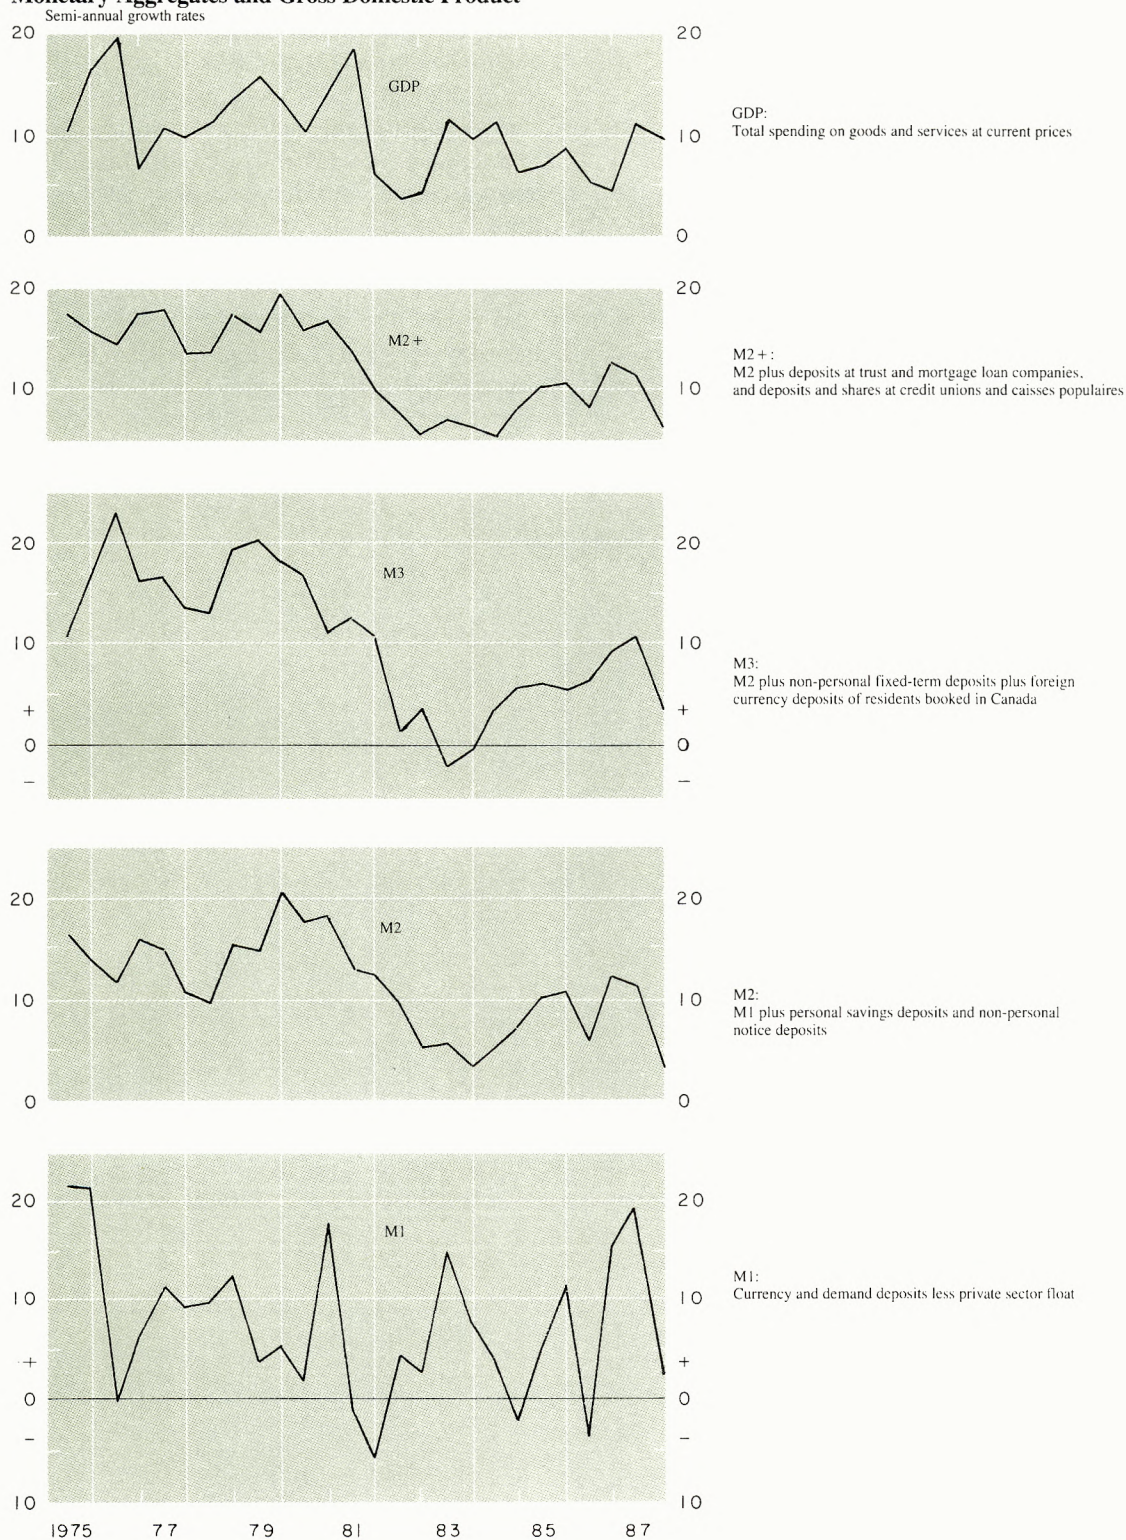 Monetary Aggregates and Gross Domestic Product
Semi-annual growth rates
20
20
GDP
10
10
0
0
GDP:
Total spending on goods and services at current prices
20
20
M2 +
10
10
M2 + :
M2 plus deposits at trust and mortgage loan companies,
and deposits and shares at credit unions and caisses populaires
20
20
M3
10
10
+
+
0
0
–
–
M3:
M2 plus non-personal fixed-term deposits plus foreign
currency deposits of residents booked in Canada
20
20
M2
10
10
0
0
M2:
M1 plus personal savings deposits and non-personal
notice deposits
20
20
M1
10
10
+
+
0
0
–
–
10
10
M1:
Currency and demand deposits less private sector float
1975 77 79 81 83 85 87